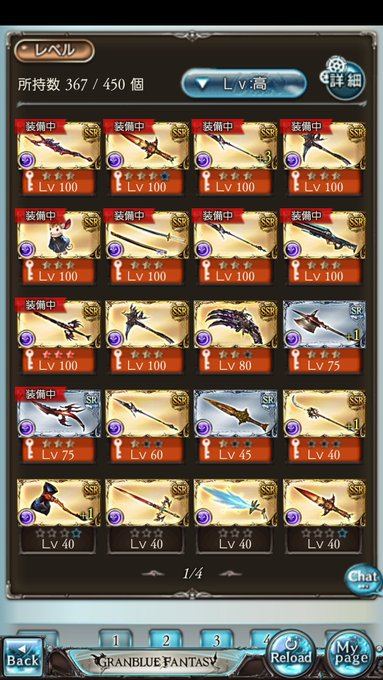 レベル
所持数 367 / 450 個
Lv:高
詳細
装備中 SSR 装備中 SSR 装備中 SSR 装備中 SSR
+3
Lv 100 Lv 100 Lv 100 Lv 100
装備中 SSR 装備中 SSR 装備中 SSR 装備中 SSR
Lv 100 Lv 100 Lv 100 Lv 100
装備中 SSR SSR SSR SR
+1
Lv 100 Lv 100 Lv 80 Lv 75
装備中 SR SSR SR SSR
+1
Lv 75 Lv 60 Lv 45 Lv 40
SSR SSR SSR SSR
+1
Lv 40 Lv 40 Lv 40 Lv 40
1/4
Chat
1 2 3 4
Back
GRANBLUE FANTASY
Reload
My page